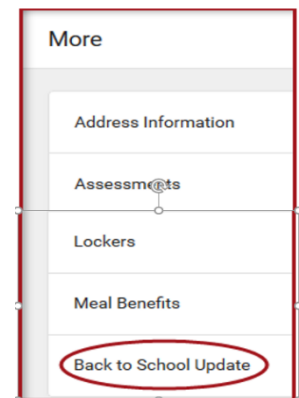 More
Address Information
Assessments
Lockers
Meal Benefits
Back to School Update